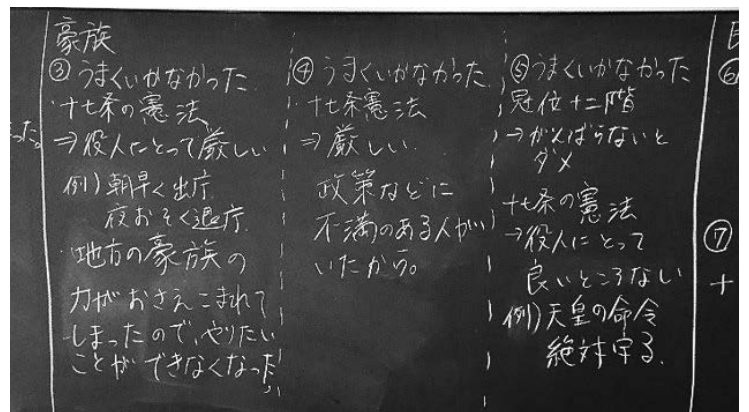 った。
豪族
③うまくいかなかった
・十七条の憲法
⇒役人にとって厳しい
例)朝早く出庁
夜おそく退庁
・地方の豪族の
力がおさえこまれて
しまったので、やりたい
ことができなくなった。
④うまくいかなかった。
十七条憲法
⇒厳しい
政策などに
不満のある人が
いたから。
⑤うまくいかなかった
冠位十二階
→がんばらないと
ダメ
十七条の憲法
→役人にとって
良いところない
例)天皇の命令
絶対守る。
⑥
⑦
十